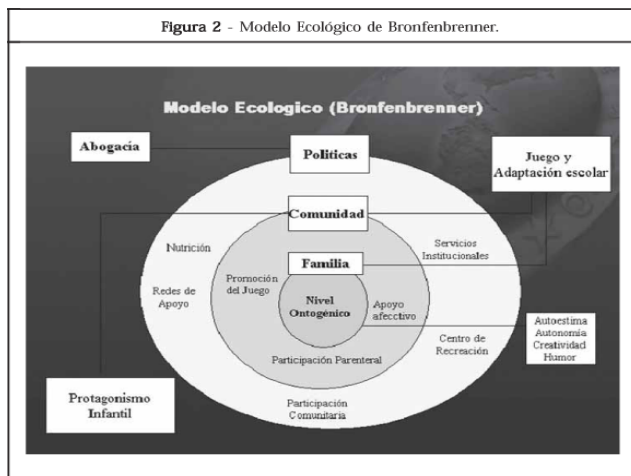 Figura 2 - Modelo Ecológico de Bronfenbrenner.
Modelo Ecologico (Bronfenbrenner)
Abogacía
Politicas
Juego y
Adaptación escolar
Comunidad
Nutrición
Servicios
Institucionales
Familia
Promoción
del Juego
Redes de
Apoyo
Nivel
Ontogénico
Apoyo
afecctivo
Autoestima
Autonomía
Creatividad
Humor
Centro de
Recreación
Participación Parenteral
Protagonismo
Infantil
Participación
Comunitaria